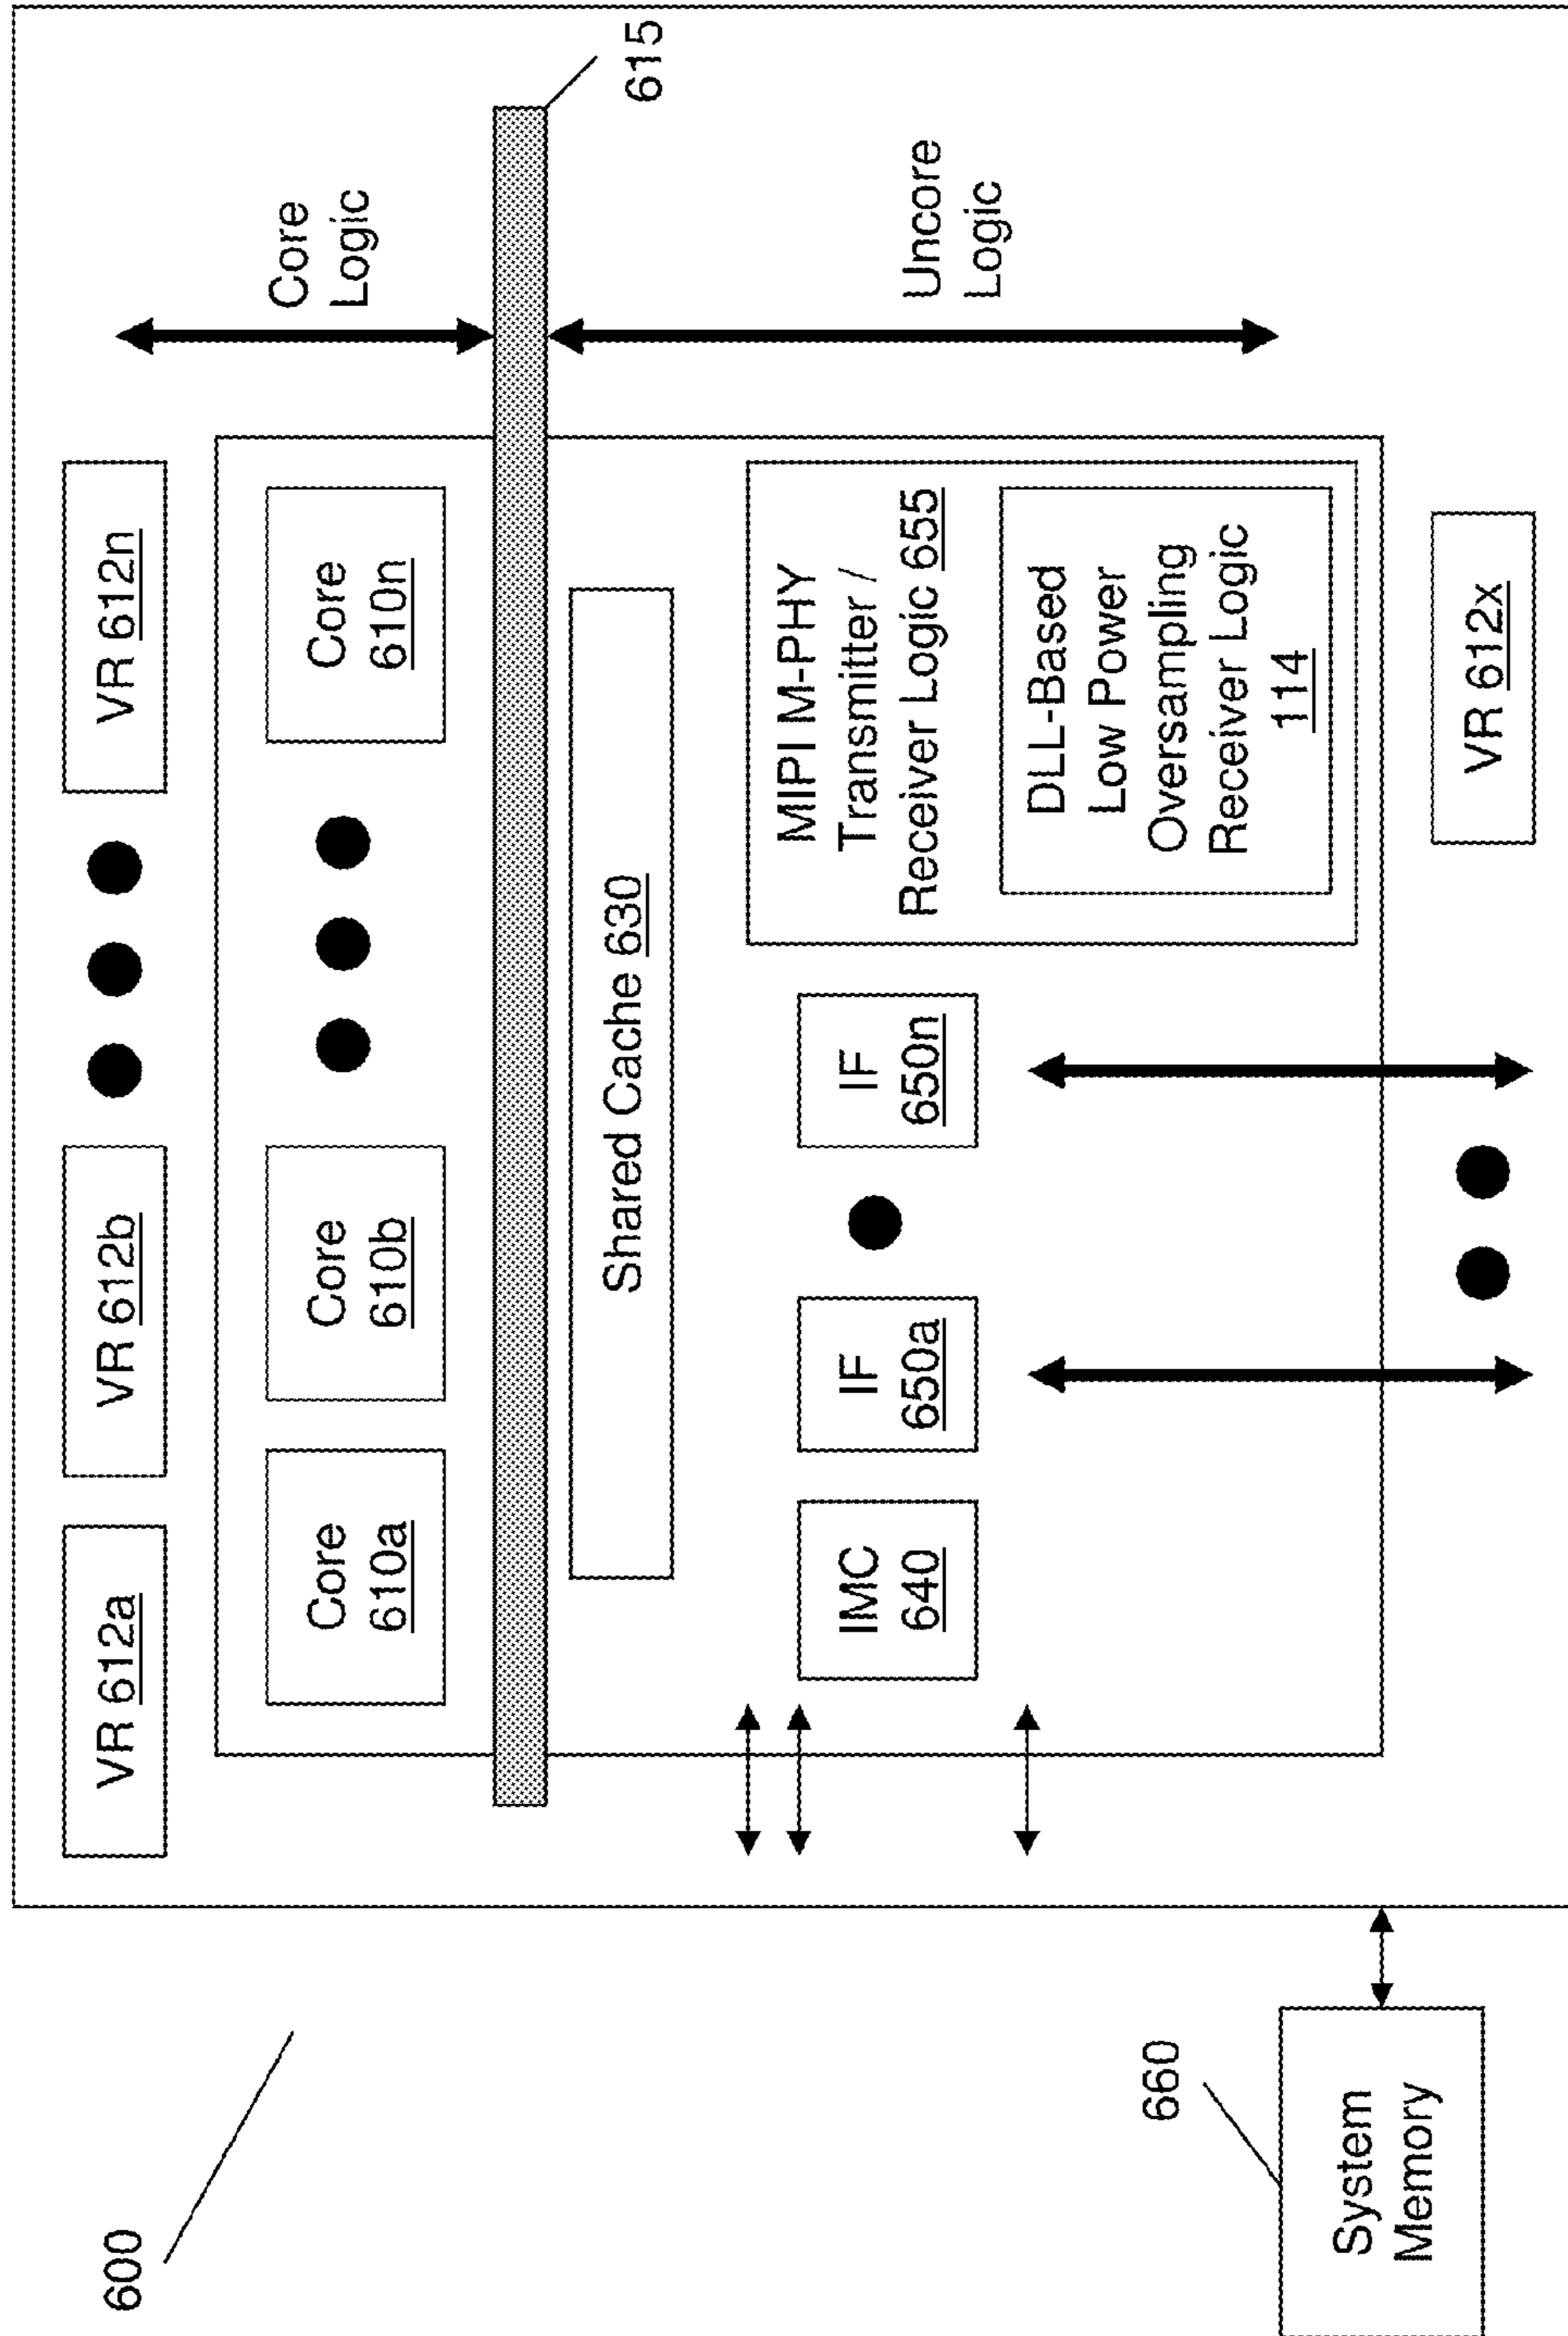 600
VR 612a
VR 612b
VR 612n
Core
610a
Core
610b
Core
610n
Core
Logic
615
Shared Cache 630
Uncore
Logic
IMC
640
IF
650a
IF
650n
MIPI M-PHY
Transmitter /
Receiver Logic 655
DLL-Based
Low Power
Oversampling
Receiver Logic
114
660
System
Memory
VR 612x